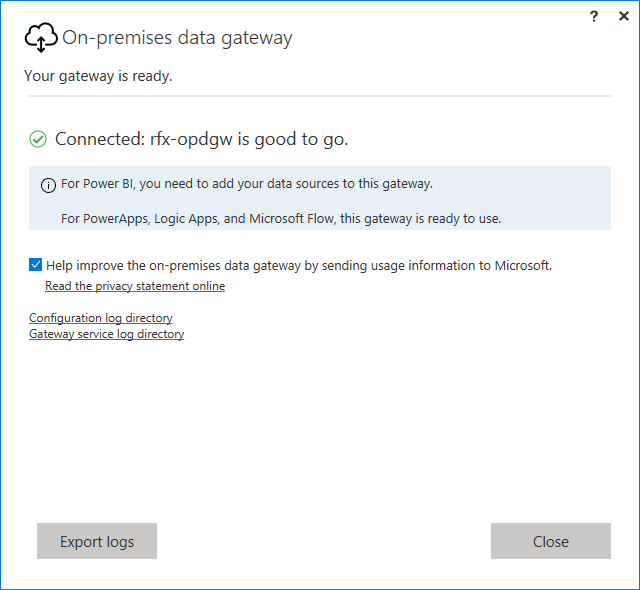 ? ×
On-premises data gateway
Your gateway is ready.
Connected: rfx-opdgw is good to go.
For Power BI, you need to add your data sources to this gateway.
For PowerApps, Logic Apps, and Microsoft Flow, this gateway is ready to use.
Help improve the on-premises data gateway by sending usage information to Microsoft.
Read the privacy statement online
Configuration log directory
Gateway service log directory
Export logs
Close